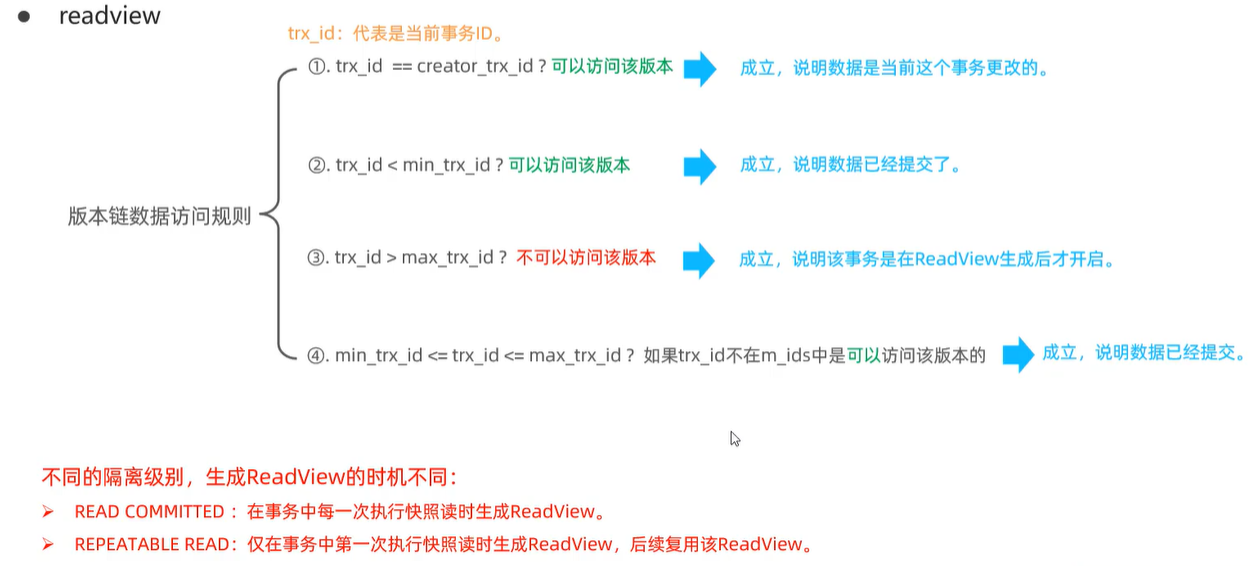 ● readview
trx_id：代表是当前事务ID。
①. trx_id == creator_trx_id ? 可以访问该版本 成立，说明数据是当前这个事务更改的。
②. trx_id < min_trx_id ? 可以访问该版本 成立，说明数据已经提交了。
版本链数据访问规则
③. trx_id > max_trx_id ? 不可以访问该版本 成立，说明该事务是在ReadView生成后才开启。
④. min_trx_id <= trx_id <= max_trx_id ? 如果trx_id不在m_ids中是可以访问该版本的 成立，说明数据已经提交。
不同的隔离级别，生成ReadView的时机不同：
➢ READ COMMITTED ：在事务中每一次执行快照读时生成ReadView。
➢ REPEATABLE READ：仅在事务中第一次执行快照读时生成ReadView，后续复用该ReadView。